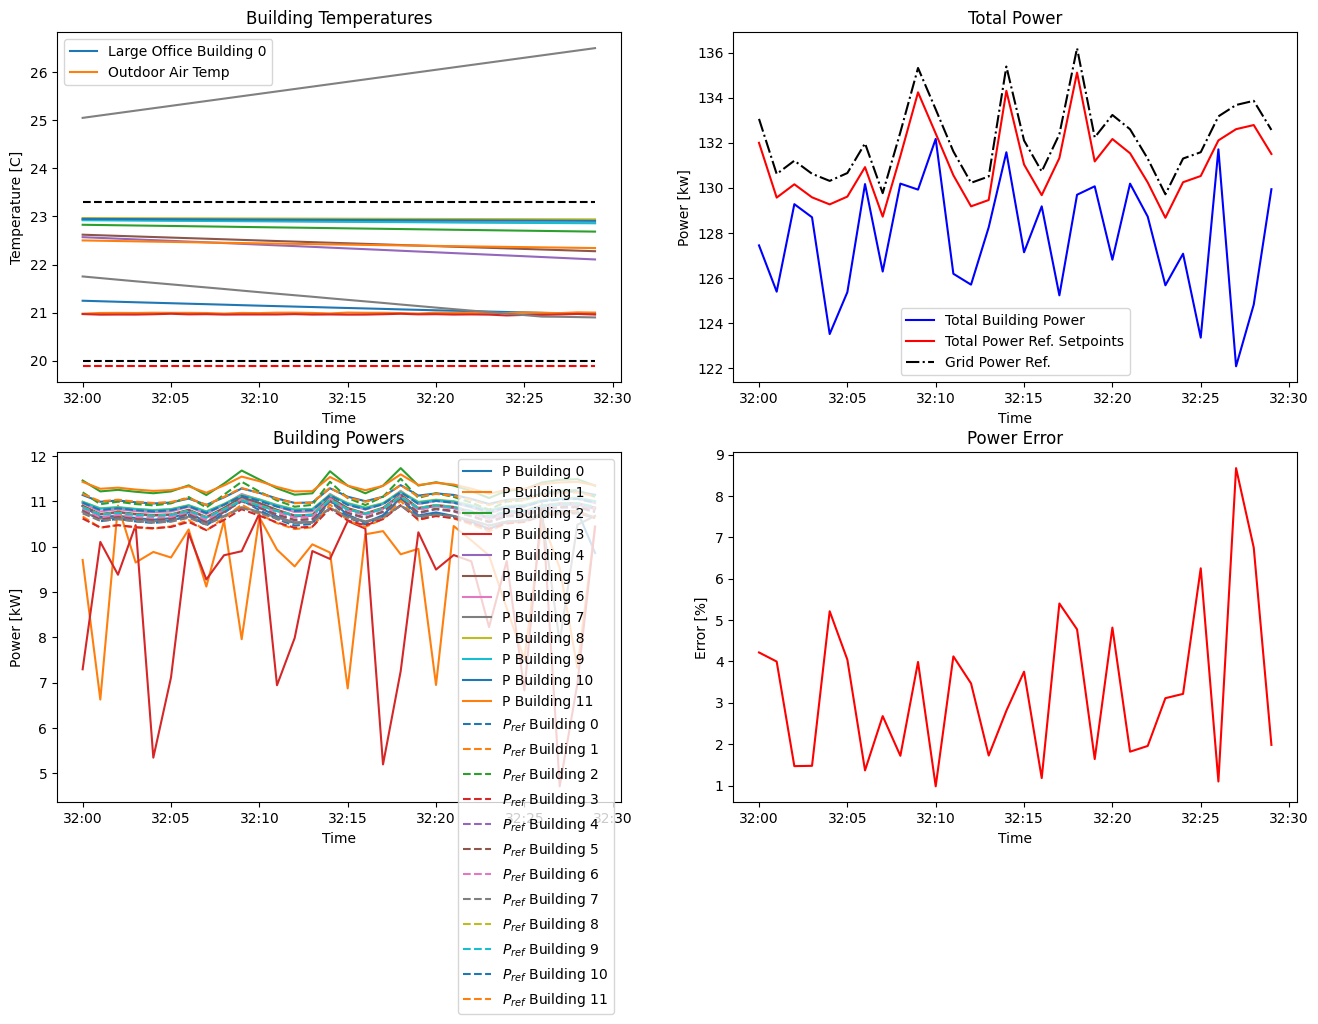 Building Temperatures
Temperature [C]
26
25
24
23
22
21
20
Large Office Building 0
Outdoor Air Temp
32:00 32:05 32:10 32:15 32:20 32:25 32:30
Time
Total Power
Power [kw]
136
134
132
130
128
126
124
122
Total Building Power
Total Power Ref. Setpoints
Grid Power Ref.
32:00 32:05 32:10 32:15 32:20 32:25 32:30
Time
Building Powers
Power [kW]
12
11
10
9
8
7
6
5
P Building 0
P Building 1
P Building 2
P Building 3
P Building 4
P Building 5
P Building 6
P Building 7
P Building 8
P Building 9
P Building 10
P Building 11
P_ref Building 0
P_ref Building 1
P_ref Building 2
P_ref Building 3
P_ref Building 4
P_ref Building 5
P_ref Building 6
P_ref Building 7
P_ref Building 8
P_ref Building 9
P_ref Building 10
P_ref Building 11
32:00 32:05 32:10 32:15 32:20 32:25 32:30
Time
Power Error
Error [%]
9
8
7
6
5
4
3
2
1
32:00 32:05 32:10 32:15 32:20 32:25 32:30
Time